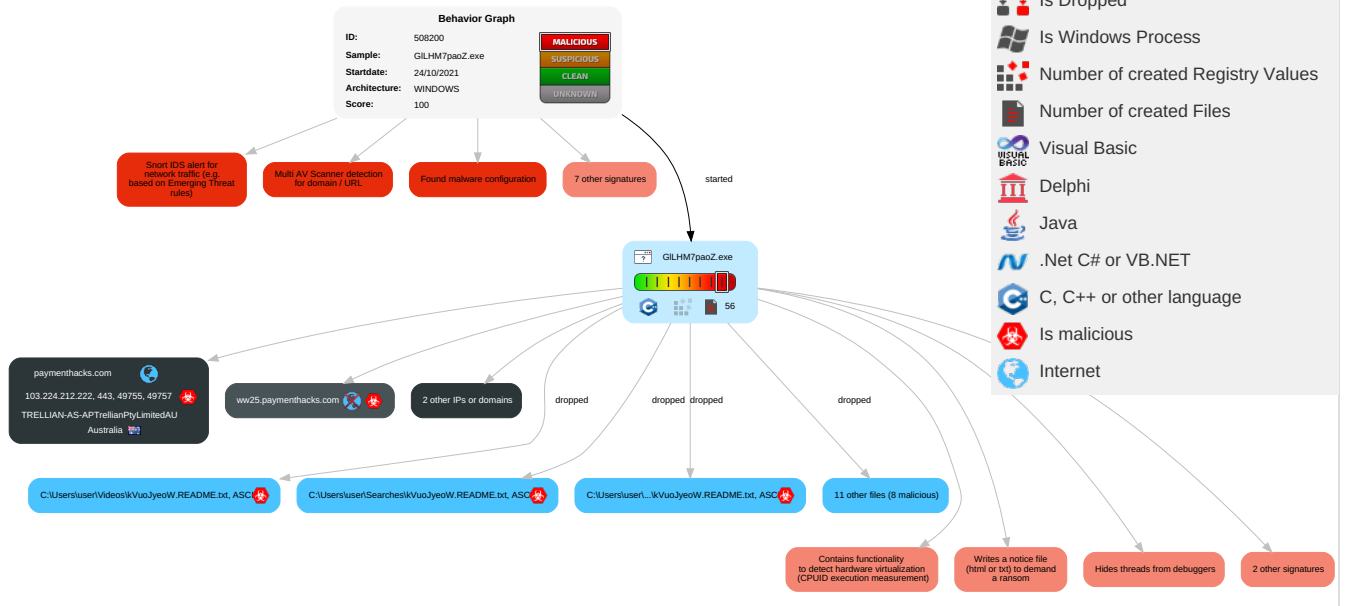 Behavior Graph
ID: 508200
Sample: GlLHM7paoZ.exe
Startdate: 24/10/2021
Architecture: WINDOWS
Score: 100
MALICIOUS
SUSPICIOUS
CLEAN
UNKNOWN
Is Dropped
Is Windows Process
Number of created Registry Values
Number of created Files
VISUAL
BASIC
Visual Basic
Delphi
Java
.Net C# or VB.NET
C, C++ or other language
Is malicious
Internet
Snort IDS alert for
network traffic (e.g.
based on Emerging Threat
rules)
Multi AV Scanner detection
for domain / URL
Found malware configuration
7 other signatures
started
GlLHM7paoZ.exe
56
paymenthacks.com
103.224.212.222, 443, 49755, 49757
TRELLIAN-AS-APTrellianPtyLimitedAU
Australia
ww25.paymenthacks.com
2 other IPs or domains
dropped
dropped
dropped
dropped
C:\Users\user\Videos\kVuoJyeoW.README.txt, ASC
C:\Users\user\Searches\kVuoJyeoW.README.txt, ASC
C:\Users\user\...\kVuoJyeoW.README.txt, ASC
11 other files (8 malicious)
Contains functionality
to detect hardware virtualization
(CPUID execution measurement)
Writes a notice file
(html or txt) to demand
a ransom
Hides threads from debuggers
2 other signatures